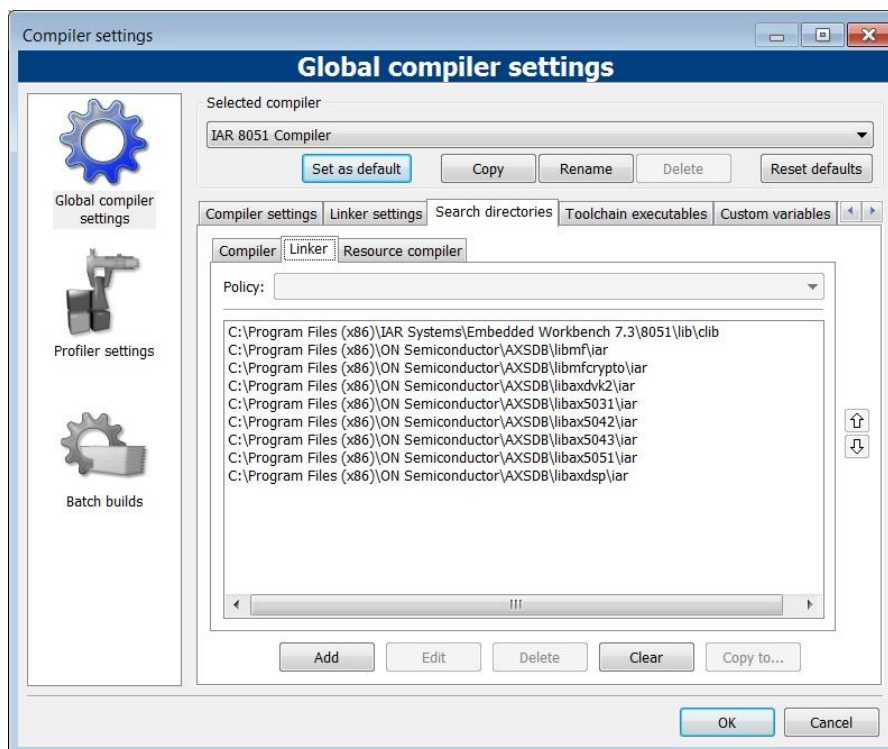 Compiler settings
Global compiler settings
Global compiler
settings
Profiler settings
Batch builds
Selected compiler
IAR 8051 Compiler
Set as default Copy Rename Delete Reset defaults
Compiler settings Linker settings Search directories Toolchain executables Custom variables
Compiler Linker Resource compiler
Policy:
C:\Program Files (x86)\IAR Systems\Embedded Workbench 7.3\8051\lib\clib
C:\Program Files (x86)\ON Semiconductor\AXSDB\libmf\iar
C:\Program Files (x86)\ON Semiconductor\AXSDB\libmfcrypto\iar
C:\Program Files (x86)\ON Semiconductor\AXSDB\libaxdvk2\iar
C:\Program Files (x86)\ON Semiconductor\AXSDB\libax5031\iar
C:\Program Files (x86)\ON Semiconductor\AXSDB\libax5042\iar
C:\Program Files (x86)\ON Semiconductor\AXSDB\libax5043\iar
C:\Program Files (x86)\ON Semiconductor\AXSDB\libax5051\iar
C:\Program Files (x86)\ON Semiconductor\AXSDB\libaxdsp\iar
Add Edit Delete Clear Copy to...
OK Cancel